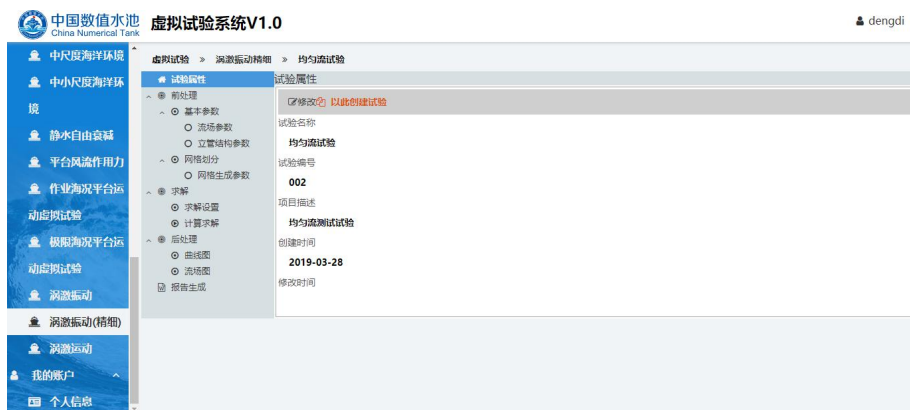 中国数值水池
China Numerical Tank
虚拟试验系统V1.0
dengdi
中尺度海洋环境
中小尺度海洋环
境
静水自由衰减
平台风流作用力
作业海况平台运
动虚拟试验
极限海况平台运
动虚拟试验
涡激振动
涡激振动(精细)
涡激运动
我的账户
个人信息
虚拟试验 » 涡激振动精细 » 均匀流试验
试验属性
前处理
基本参数
流场参数
立管结构参数
网格划分
网格生成参数
求解
求解设置
计算求解
后处理
曲线图
流场图
报告生成
试验属性
修改 以此创建试验
试验名称
均匀流试验
试验编号
002
项目描述
均匀流测试试验
创建时间
2019-03-28
修改时间